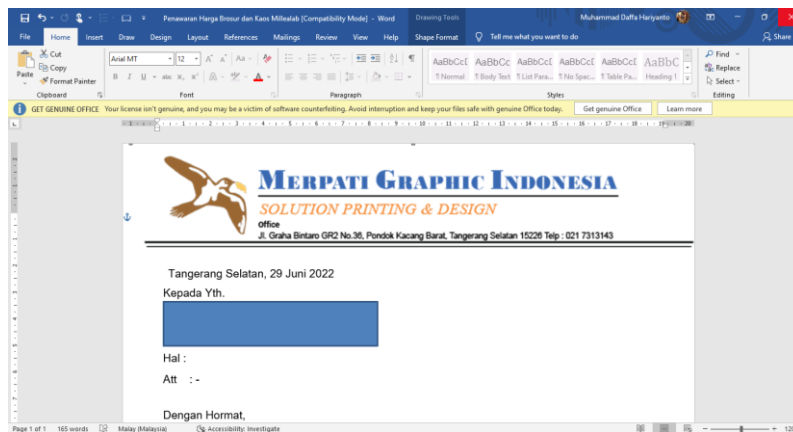 Penawaran Harga Brosur dan Kaos Millealab [Compatibility Mode] - Word
Drawing Tools
Muhammad Daffa Hariyanto
File Home Insert Draw Design Layout References Mailings Review View Help Shape Format Tell me what you want to do Share
Paste
Cut
Copy
Format Painter
Clipboard
Arial MT 12
Font
Paragraph
AaBbCcI AaBbCc AaBbCcI AaBbCcI AaBbCcI AaBbC
¶ Normal ¶ Body Text ¶ List Para... ¶ No Spac... ¶ Table Pa... Heading 1
Styles
Find
Replace
Select
Editing
GET GENUINE OFFICE Your license isn't genuine, and you may be a victim of software counterfeiting. Avoid interruption and keep your files safe with genuine Office today. Get genuine Office Learn more
MERPATI GRAPHIC INDONESIA
SOLUTION PRINTING & DESIGN
Office
Jl. Graha Bintaro GR2 No.36, Pondok Kacang Barat, Tangerang Selatan 15226 Telp : 021 7313143
Tangerang Selatan, 29 Juni 2022
Kepada Yth.
Hal :
Att : -
Dengan Hormat,
Page 1 of 1 165 words Malay (Malaysia) Accessibility: Investigate